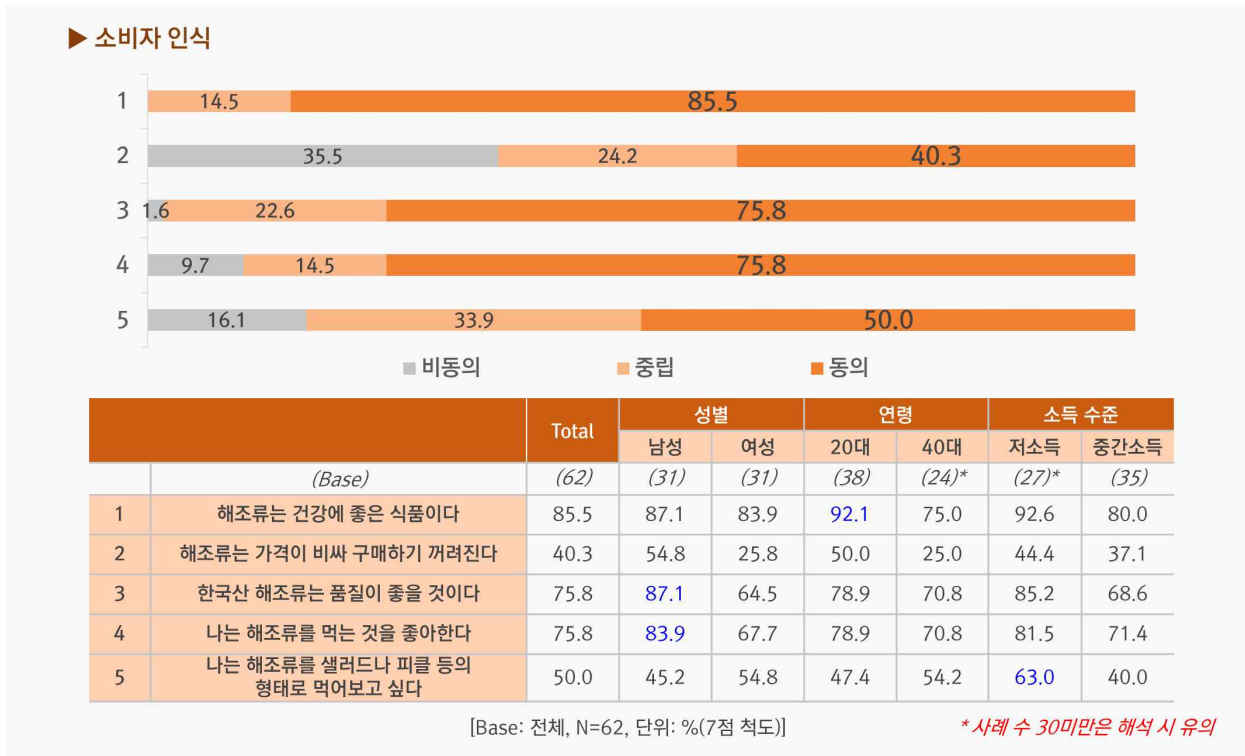 ▶ 소비자 인식
1 14.5 85.5
2 35.5 24.2 40.3
3 1.6 22.6 75.8
4 9.7 14.5 75.8
5 16.1 33.9 50.0
비동의 중립 동의
Total 성별 연령 소득 수준
남성 여성 20대 40대 저소득 중간소득
(Base) (62) (31) (31) (38) (24)* (27)* (35)
1 해조류는 건강에 좋은 식품이다 85.5 87.1 83.9 92.1 75.0 92.6 80.0
2 해조류는 가격이 비싸 구매하기 꺼려진다 40.3 54.8 25.8 50.0 25.0 44.4 37.1
3 한국산 해조류는 품질이 좋을 것이다 75.8 87.1 64.5 78.9 70.8 85.2 68.6
4 나는 해조류를 먹는 것을 좋아한다 75.8 83.9 67.7 78.9 70.8 81.5 71.4
5 나는 해조류를 샐러드나 피클 등의
형태로 먹어보고 싶다 50.0 45.2 54.8 47.4 54.2 63.0 40.0
[Base: 전체, N=62, 단위: %(7점 척도)] * 사례 수 30미만은 해석 시 유의